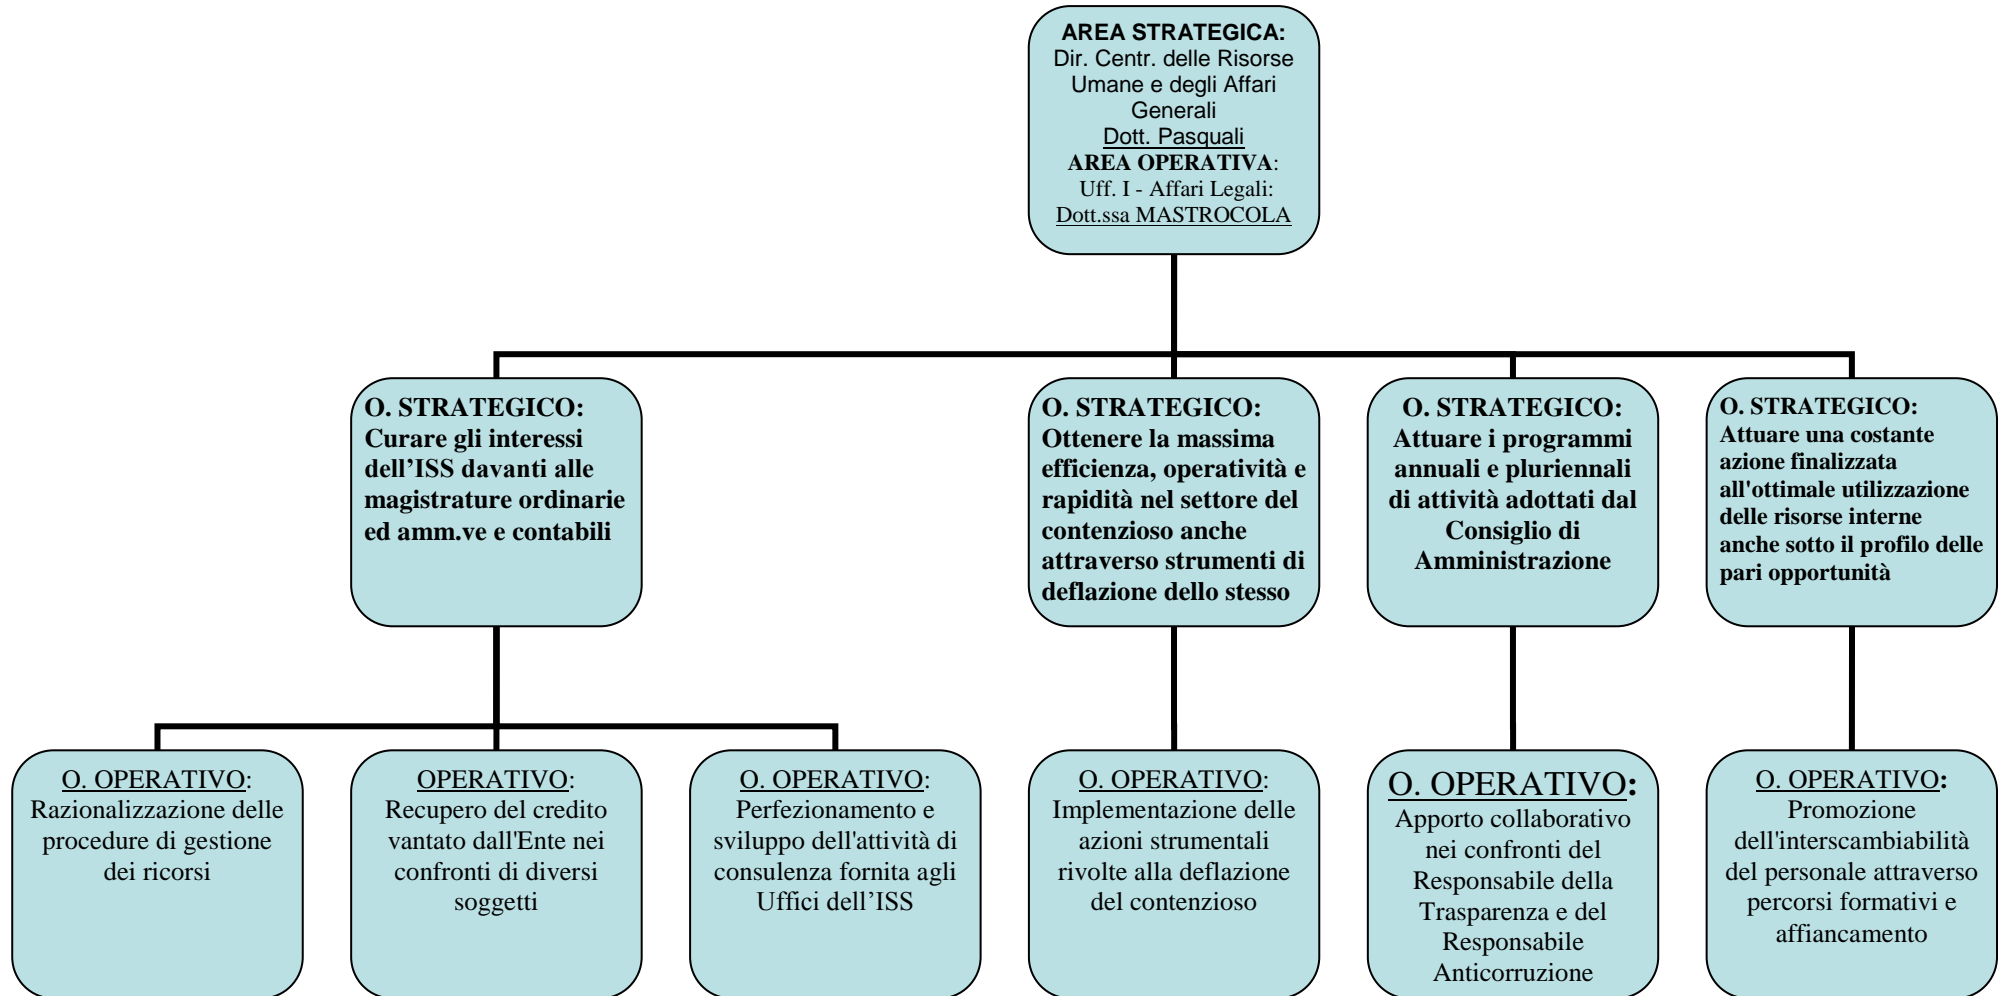 AREA STRATEGICA:
Dir. Centr. delle Risorse
Umane e degli Affari
Generali
Dott. Pasquali
AREA OPERATIVA:
Uff. I - Affari Legali:
Dott.ssa MASTROCOLA
O. STRATEGICO:
Curare gli interessi
dell’ISS davanti alle
magistrature ordinarie
ed amm.ve e contabili
O. STRATEGICO:
Ottenere la massima
efficienza, operatività e
rapidità nel settore del
contenzioso anche
attraverso strumenti di
deflazione dello stesso
O. STRATEGICO:
Attuare i programmi
annuali e pluriennali
di attività adottati dal
Consiglio di
Amministrazione
O. STRATEGICO:
Attuare una costante
azione finalizzata
all'ottimale utilizzazione
delle risorse interne
anche sotto il profilo delle
pari opportunità
O. OPERATIVO:
Razionalizzazione delle
procedure di gestione
dei ricorsi
OPERATIVO:
Recupero del credito
vantato dall'Ente nei
confronti di diversi
soggetti
O. OPERATIVO:
Perfezionamento e
sviluppo dell'attività di
consulenza fornita agli
Uffici dell’ISS
O. OPERATIVO:
Implementazione delle
azioni strumentali
rivolte alla deflazione
del contenzioso
O. OPERATIVO:
Apporto collaborativo
nei confronti del
Responsabile della
Trasparenza e del
Responsabile
Anticorruzione
O. OPERATIVO:
Promozione
dell'interscambiabilità
del personale attraverso
percorsi formativi e
affiancamento